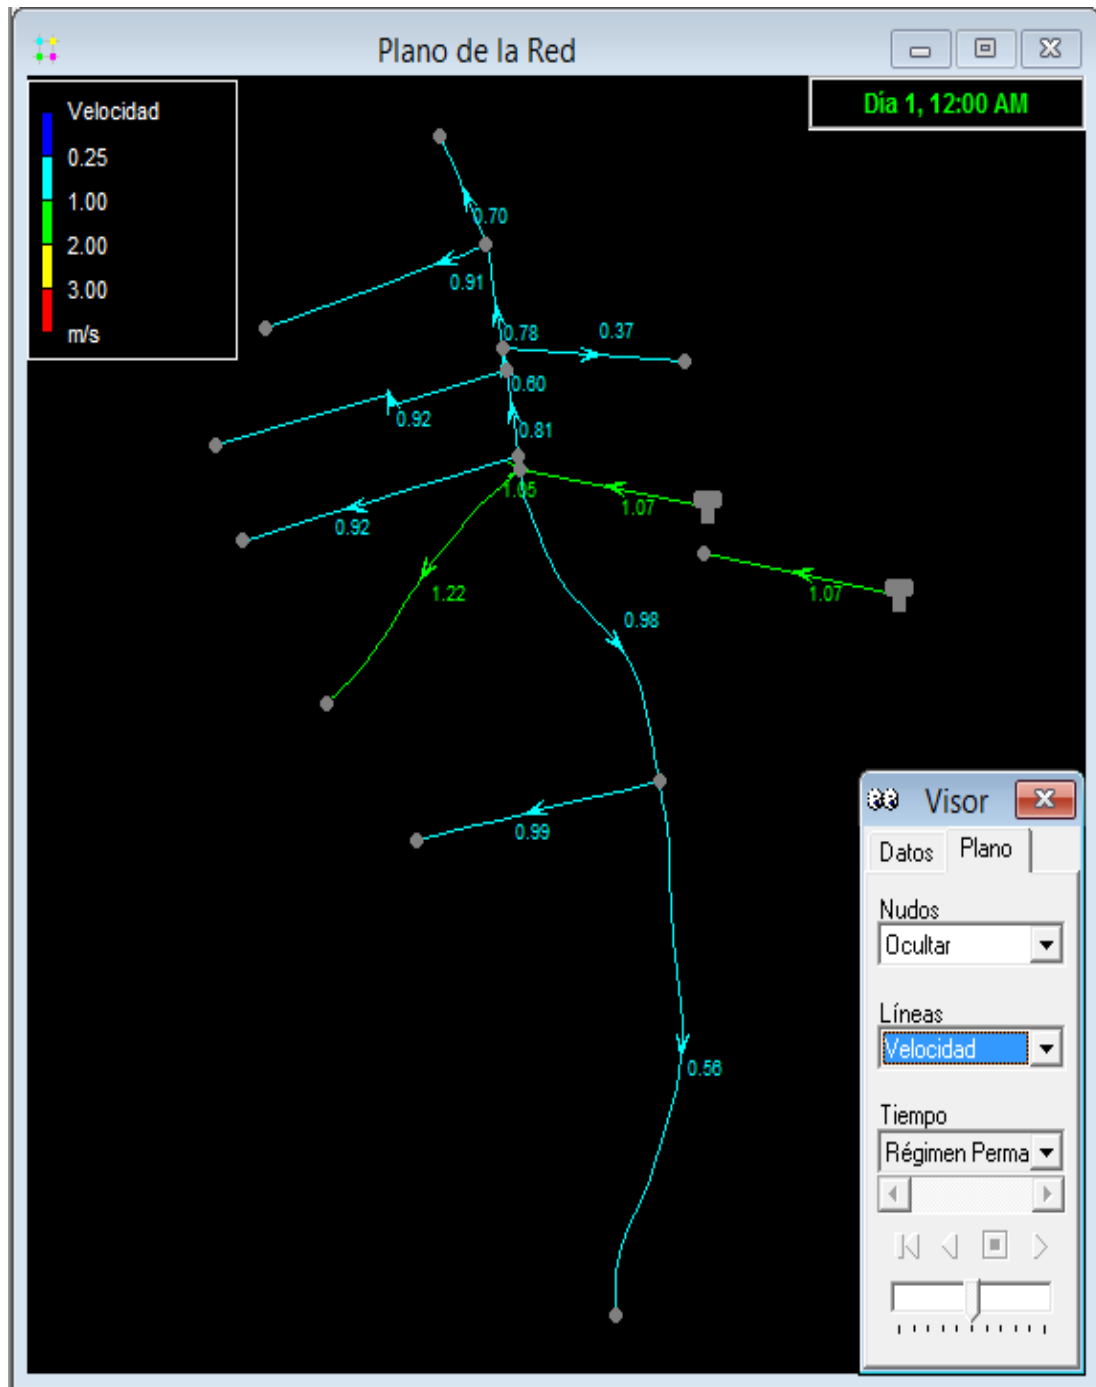 Plano de la Red
Velocidad
0.25
1.00
2.00
3.00
m/s
Día 1, 12:00 AM
0.70
0.91
0.78
0.37
0.60
0.92
0.81
1.05
1.07
0.92
1.07
1.22
0.98
0.99
0.56
Visor
Datos
Plano
Nudos
Ocultar
Líneas
Velocidad
Tiempo
Régimen Perma